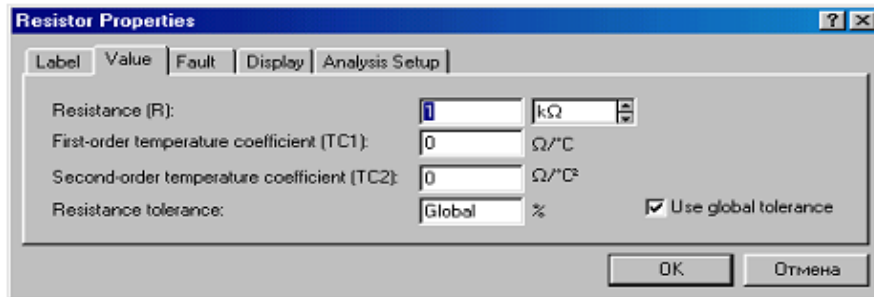 Resistor Properties
Label Value Fault Display Analysis Setup
Resistance (R): 1 kΩ
First-order temperature coefficient (TC1): 0 Ω/°C
Second-order temperature coefficient (TC2): 0 Ω/°C²
Resistance tolerance: Global % Use global tolerance
OK Отмена